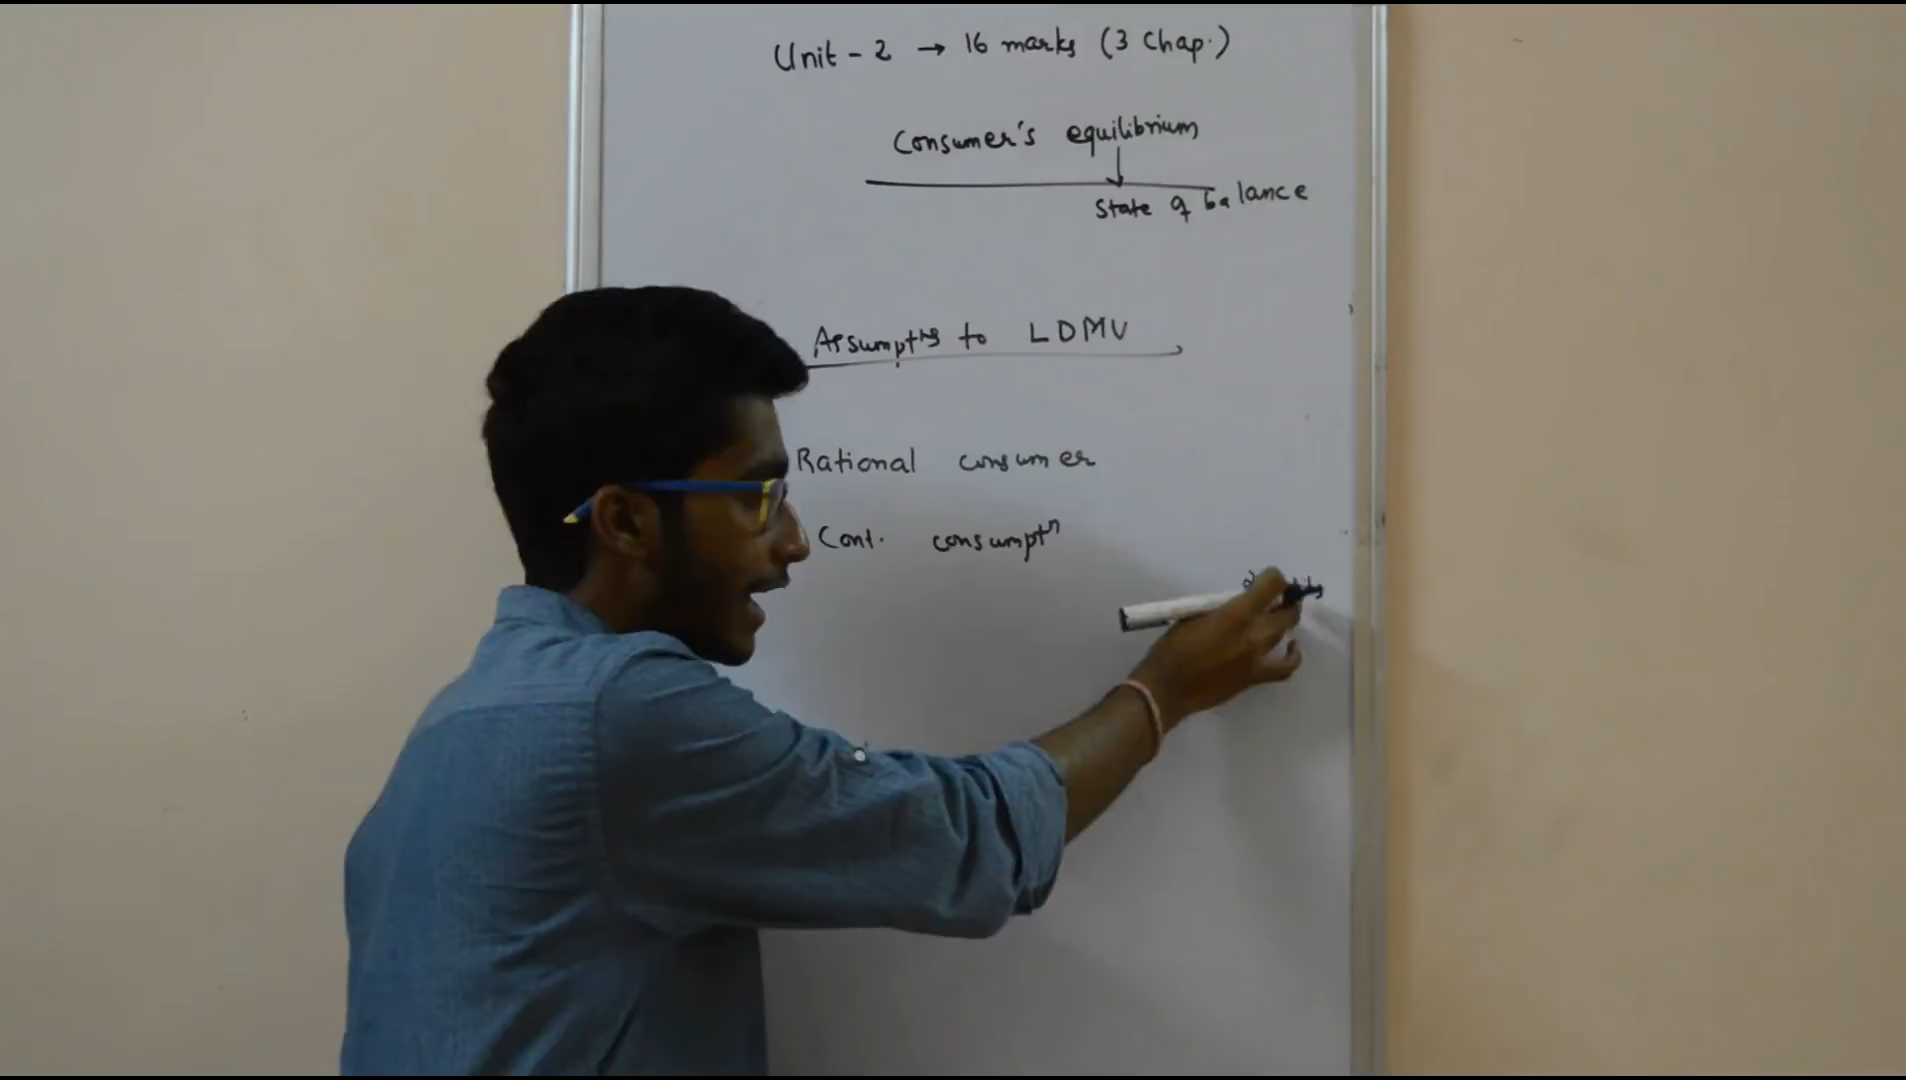 Unit - 2 → 16 marks (3 Chap.)
Consumer's equilibrium
State of balance
Assumptns to LDMU
Rational consumer
Cont. consumptn